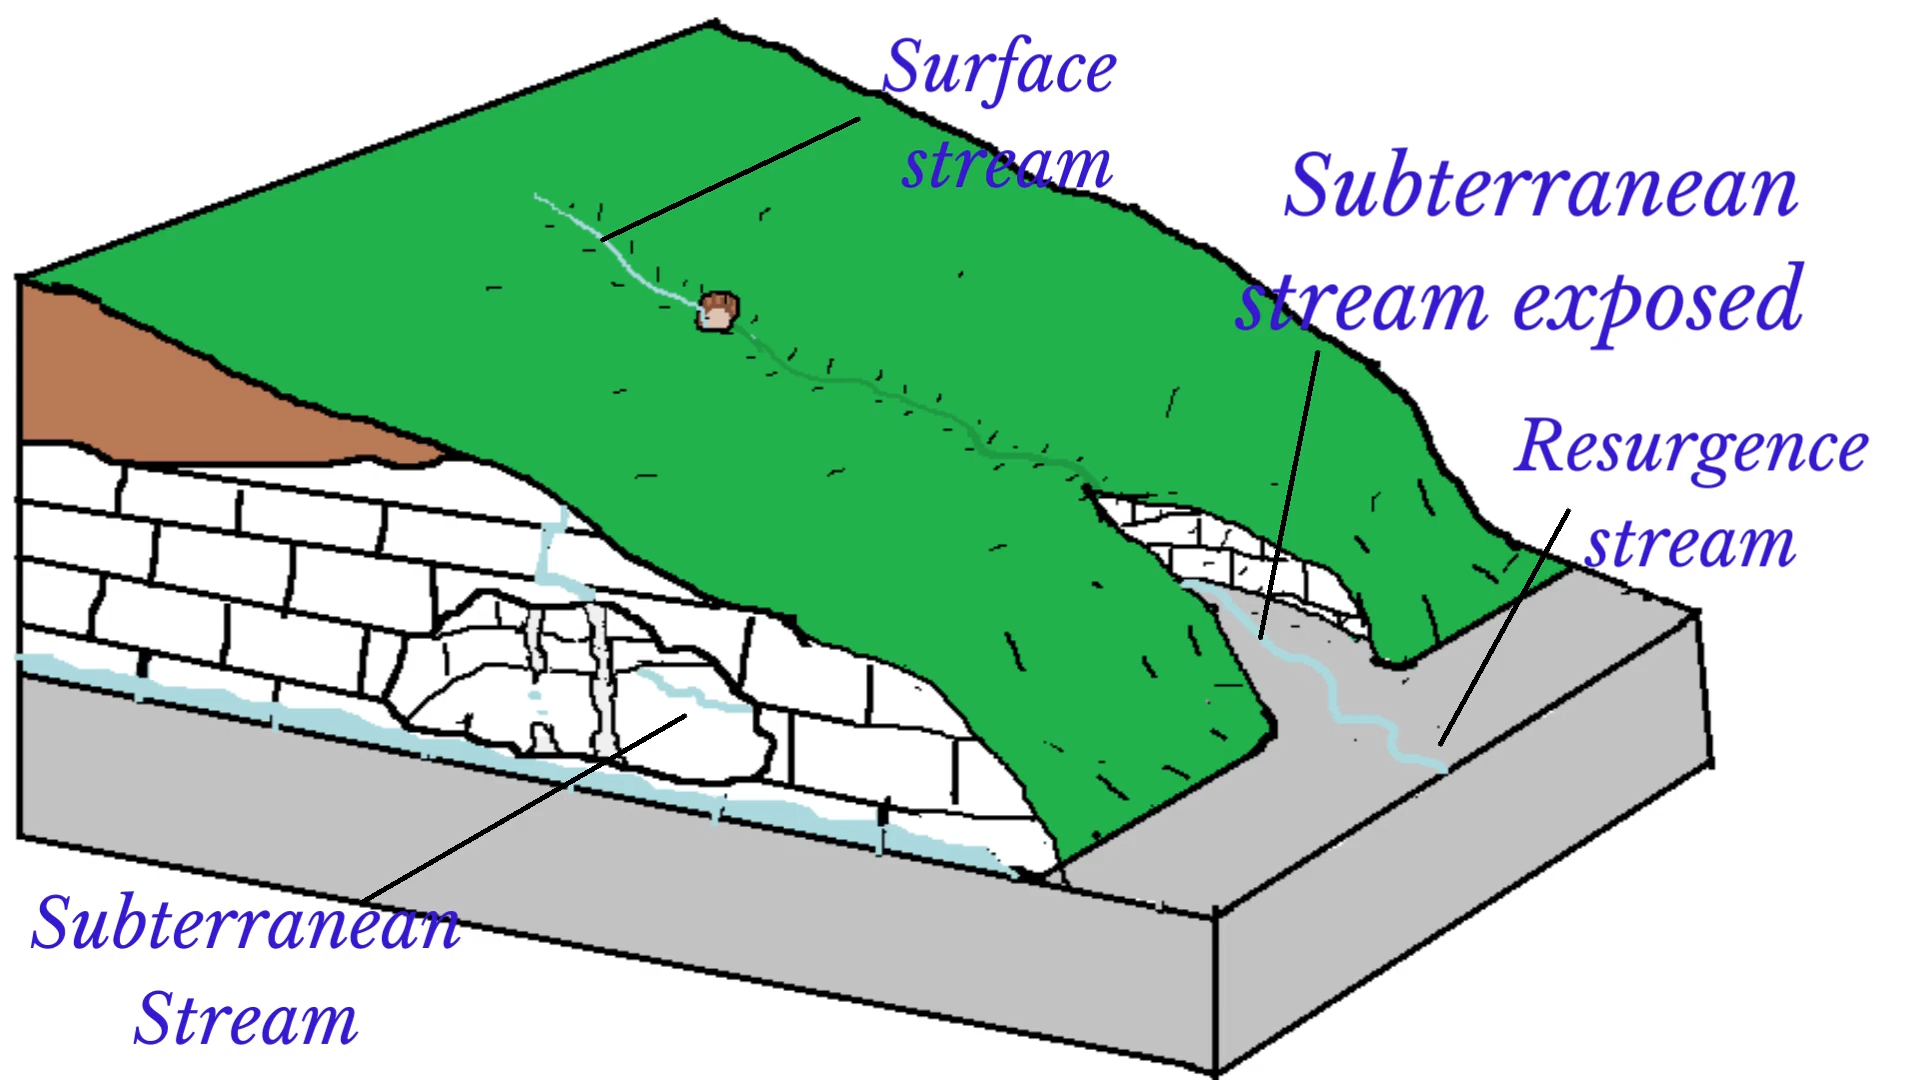 Surface
stream
Subterranean
stream exposed
Resurgence
stream
Subterranean
Stream